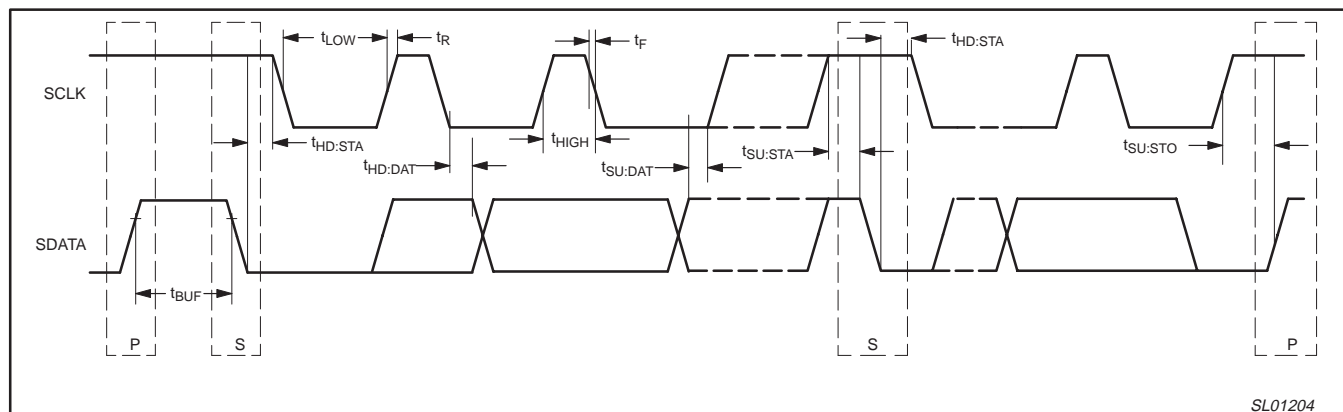 tLOW
tR
tF
tHD:STA
SCLK
tHD:STA
tHD:DAT
tHIGH
tSU:DAT
tSU:STA
tSU:STO
SDATA
tBUF
P
S
S
P
SL01204